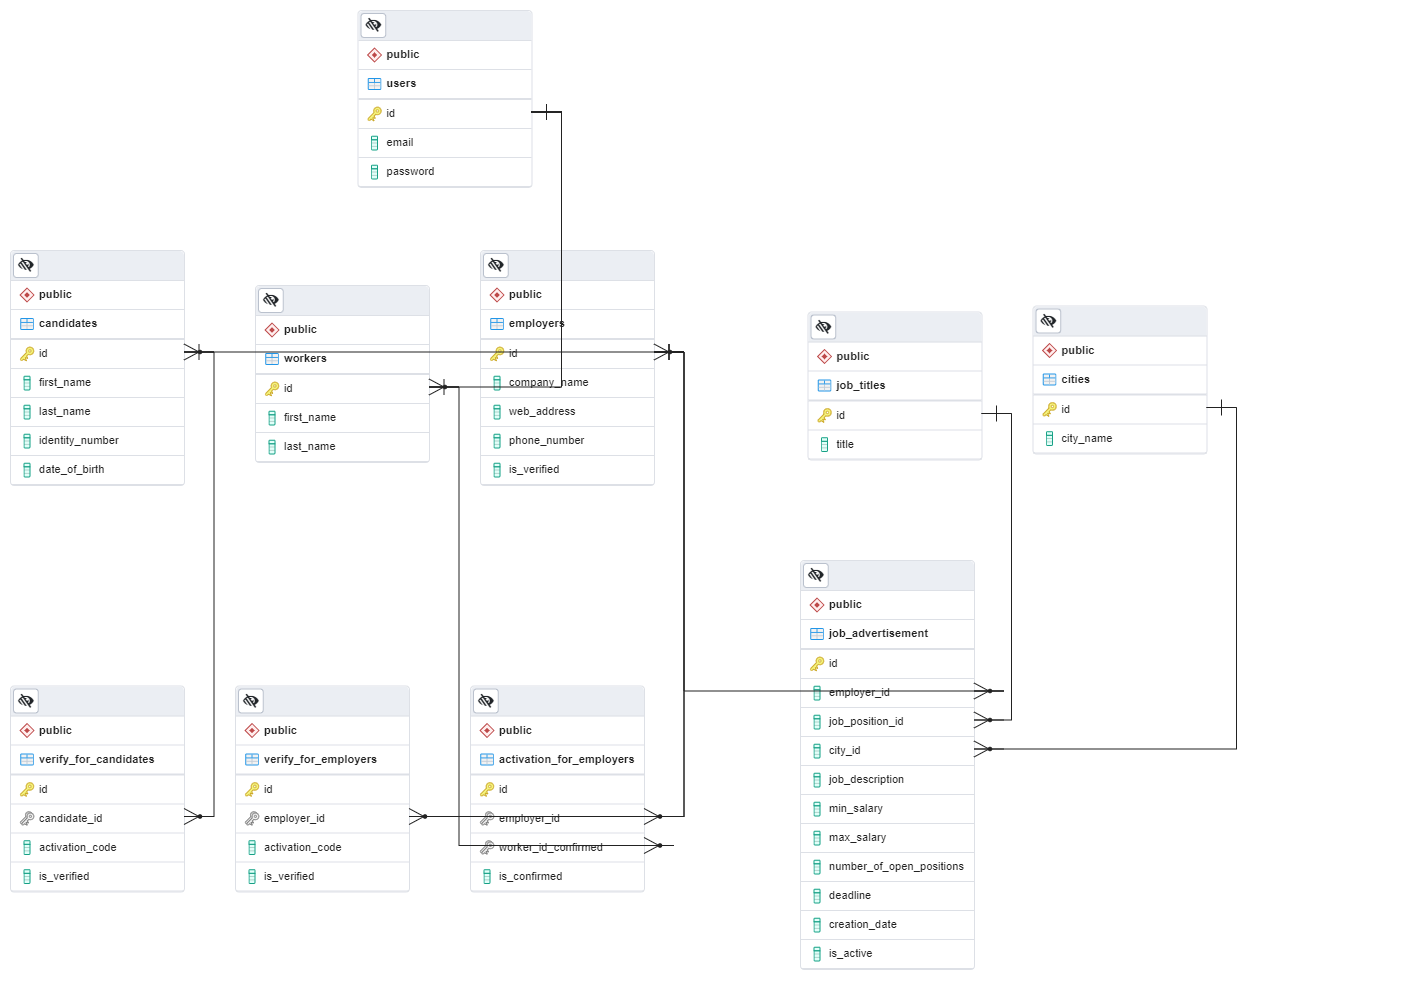 public
users
id
email
password
public
candidates
id
first_name
last_name
identity_number
date_of_birth
public
workers
id
first_name
last_name
public
employers
id
company_name
web_address
phone_number
is_verified
public
job_titles
id
title
public
cities
id
city_name
public
verify_for_candidates
id
candidate_id
activation_code
is_verified
public
verify_for_employers
id
employer_id
activation_code
is_verified
public
activation_for_employers
id
employer_id
worker_id_confirmed
is_confirmed
public
job_advertisement
id
employer_id
job_position_id
city_id
job_description
min_salary
max_salary
number_of_open_positions
deadline
creation_date
is_active